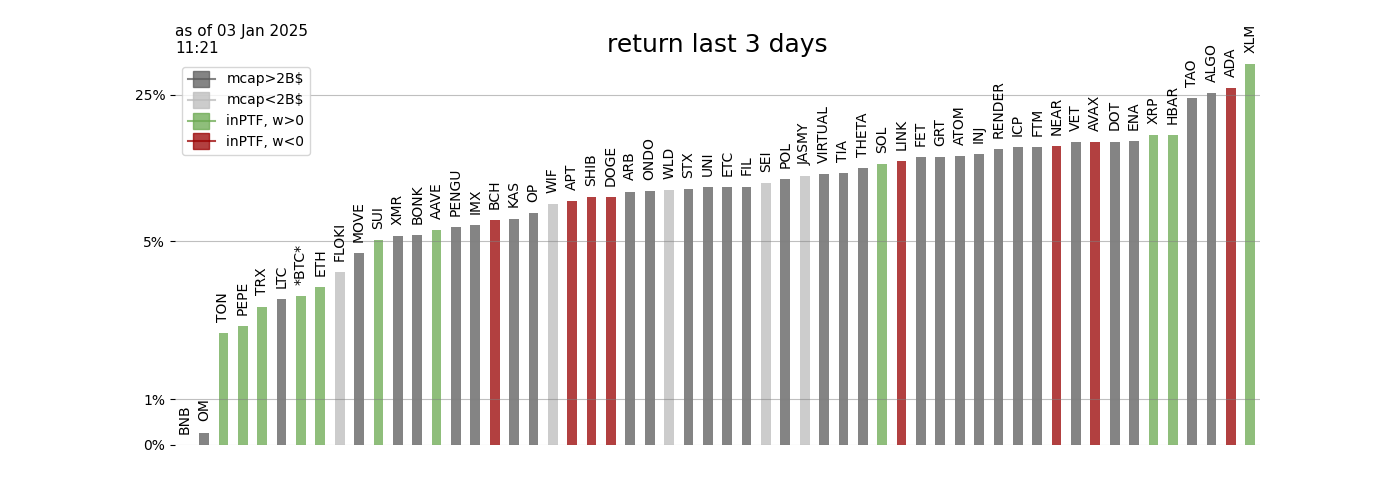 as of 03 Jan 2025
11:21
return last 3 days
mcap>2B$
mcap<2B$
inPTF, w>0
inPTF, w<0
25%
5%
1%
0%
BNB
OM
TON
PEPE
TRX
LTC
*BTC*
ETH
FLOKI
MOVE
SUI
XMR
BONK
AAVE
PENGU
IMX
BCH
KAS
OP
WIF
APT
SHIB
DOGE
ARB
ONDO
WLD
STX
UNI
ETC
FIL
SEI
POL
JASMY
VIRTUAL
TIA
THETA
SOL
LINK
FET
GRT
ATOM
INJ
RENDER
ICP
FTM
NEAR
VET
AVAX
DOT
ENA
XRP
HBAR
TAO
ALGO
ADA
XLM